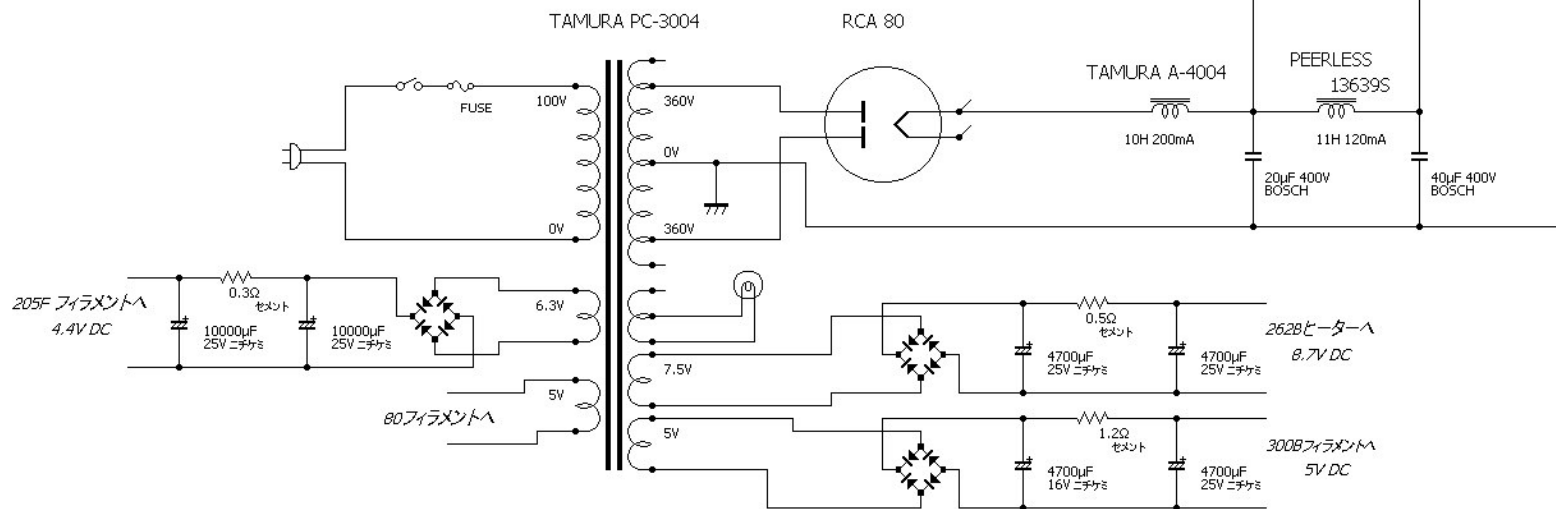 TAMURA PC-3004
RCA 80
TAMURA A-4004
PEERLESS
13639S
FUSE
100V
360V
10H 200mA
11H 120mA
0V
20μF 400V
BOSCH
40μF 400V
BOSCH
0V
360V
205F フィラメントへ
4.4V DC
0.3Ω
セメント
10000μF
25V ニチケミ
10000μF
25V ニチケミ
6.3V
0.5Ω
セメント
262Bヒーターへ
8.7V DC
4700μF
25V ニチケミ
4700μF
25V ニチケミ
7.5V
80フィラメントへ
5V
5V
1.2Ω
セメント
300Bフィラメントへ
5V DC
4700μF
16V ニチケミ
4700μF
25V ニチケミ